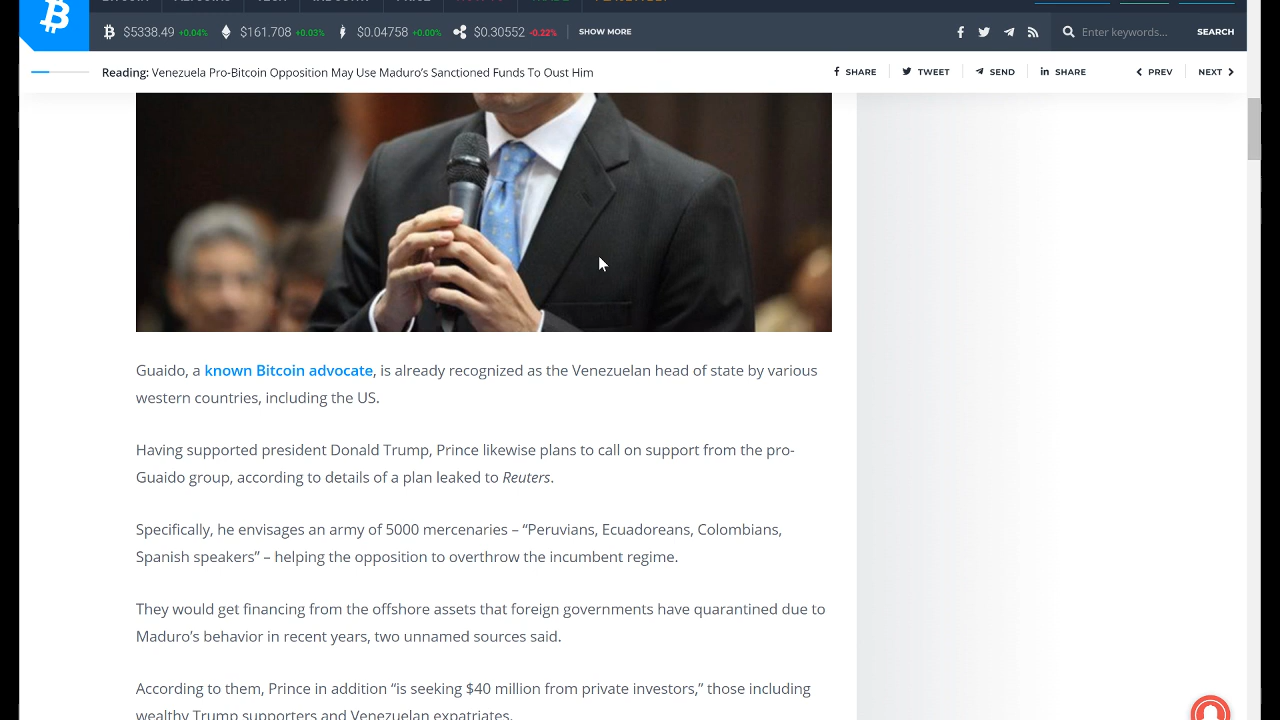 $5338.49 +0.04% $161.708 +0.03% $0.04758 +0.00% $0.30552 -0.22% SHOW MORE Enter keywords... SEARCH
Reading: Venezuela Pro-Bitcoin Opposition May Use Maduro’s Sanctioned Funds To Oust Him SHARE TWEET SEND SHARE PREV NEXT
Guaido, a known Bitcoin advocate, is already recognized as the Venezuelan head of state by various
western countries, including the US.
Having supported president Donald Trump, Prince likewise plans to call on support from the pro-
Guaido group, according to details of a plan leaked to Reuters.
Specifically, he envisages an army of 5000 mercenaries – “Peruvians, Ecuadoreans, Colombians,
Spanish speakers” – helping the opposition to overthrow the incumbent regime.
They would get financing from the offshore assets that foreign governments have quarantined due to
Maduro’s behavior in recent years, two unnamed sources said.
According to them, Prince in addition “is seeking $40 million from private investors,” those including
wealthy Trump supporters and Venezuelan expatriates.